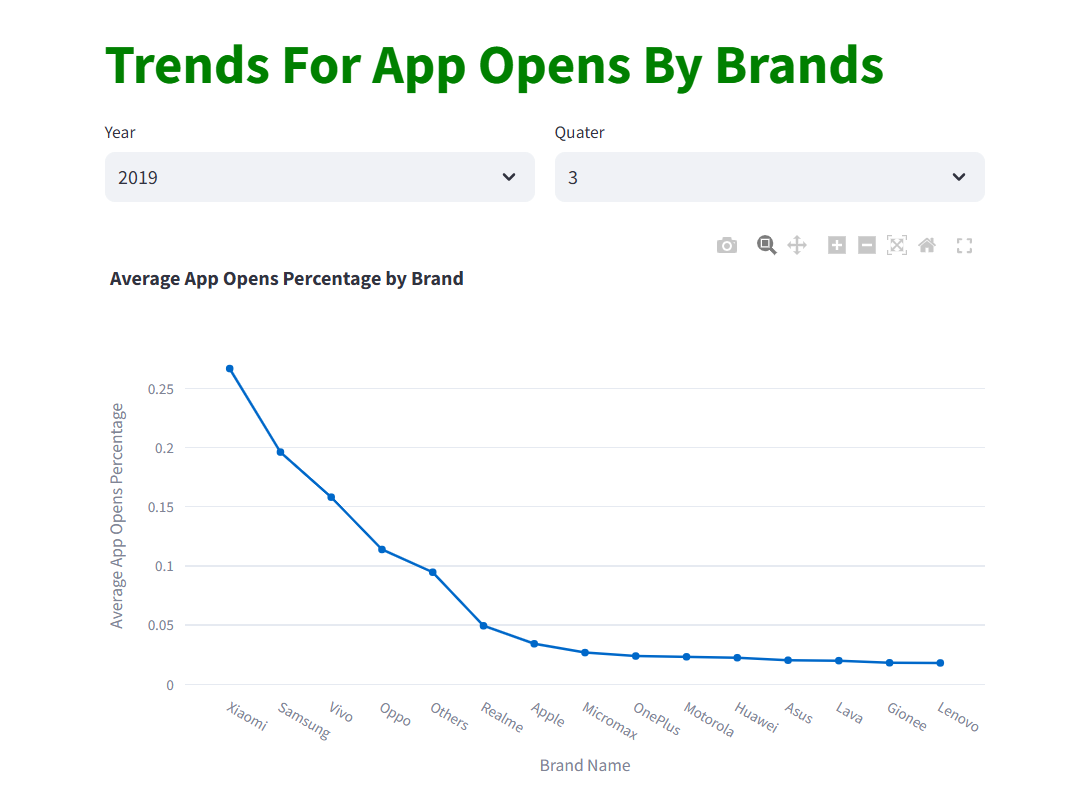 Trends For App Opens By Brands
Year
Quater
2019
3
Average App Opens Percentage by Brand
Average App Opens Percentage
0.25
0.2
0.15
0.1
0.05
0
Xiaomi
Samsung
Vivo
Oppo
Others
Realme
Apple
Micromax
OnePlus
Motorola
Huawei
Asus
Lava
Gionee
Lenovo
Brand Name